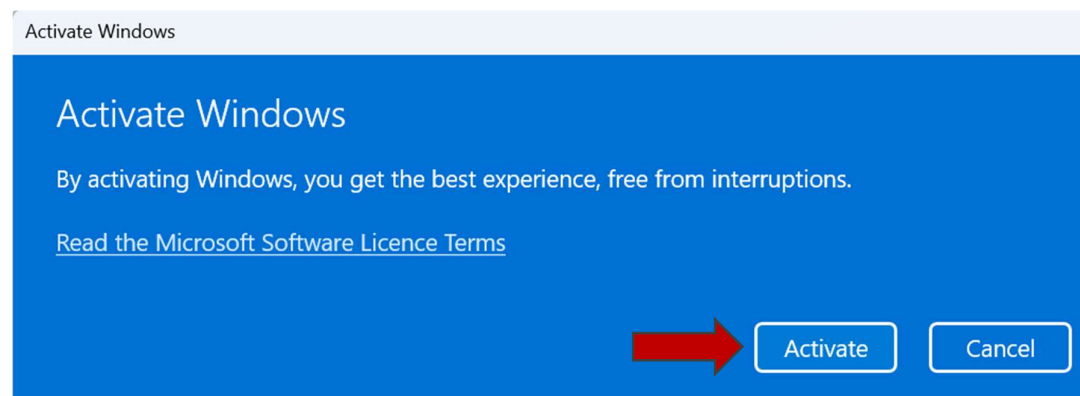 Activate Windows
Activate Windows
By activating Windows, you get the best experience, free from interruptions.
Read the Microsoft Software Licence Terms
Activate
Cancel